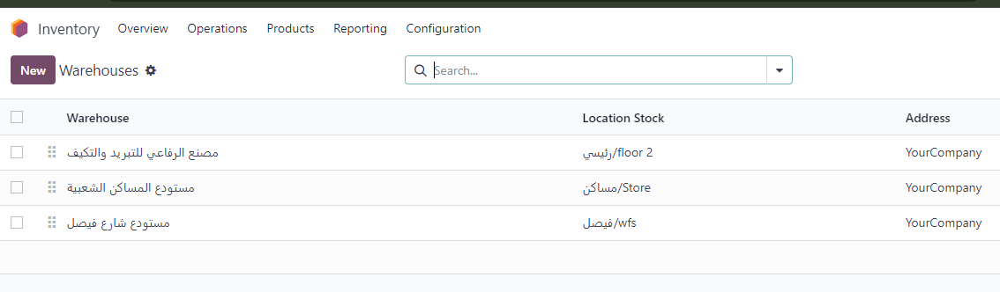 Inventory Overview Operations Products Reporting Configuration
New Warehouses Search...
Warehouse Location Stock Address
مصنع الرفاعي للتبريد والتكيف رئيسي/floor 2 YourCompany
مستودع المساكن الشعبية مساكن/Store YourCompany
مستودع شارع فيصل فيصل/wfs YourCompany